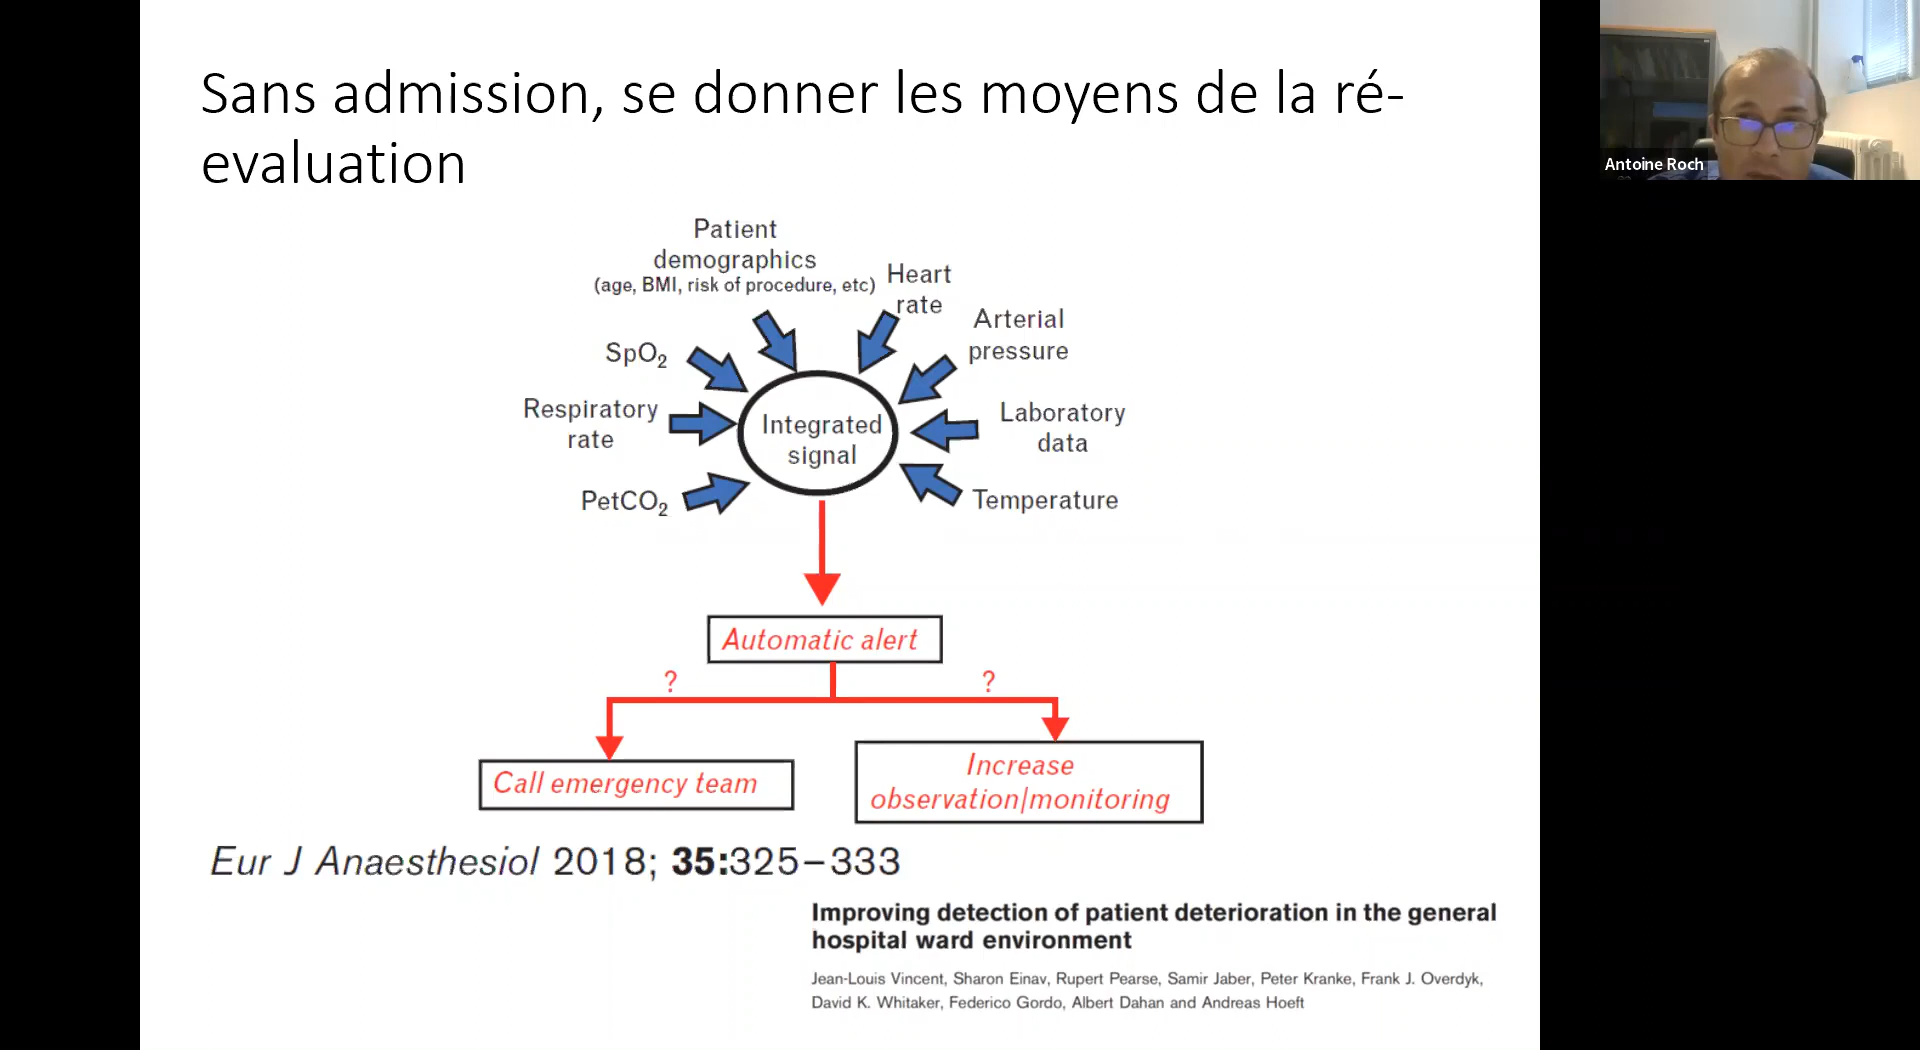 Sans admission, se donner les moyens de la ré-
evaluation
Antoine Roch
Patient
demographics
(age, BMI, risk of procedure, etc)
Heart
rate
Arterial
pressure
SpO₂
Respiratory
rate
Integrated
signal
Laboratory
data
PetCO₂
Temperature
Automatic alert
?
?
Call emergency team
Increase
observation/monitoring
Eur J Anaesthesiol 2018; 35:325–333
Improving detection of patient deterioration in the general
hospital ward environment
Jean-Louis Vincent, Sharon Einav, Rupert Pearse, Samir Jaber, Peter Kranke, Frank J. Overdyk,
David K. Whitaker, Federico Gordo, Albert Dahan and Andreas Hoeft